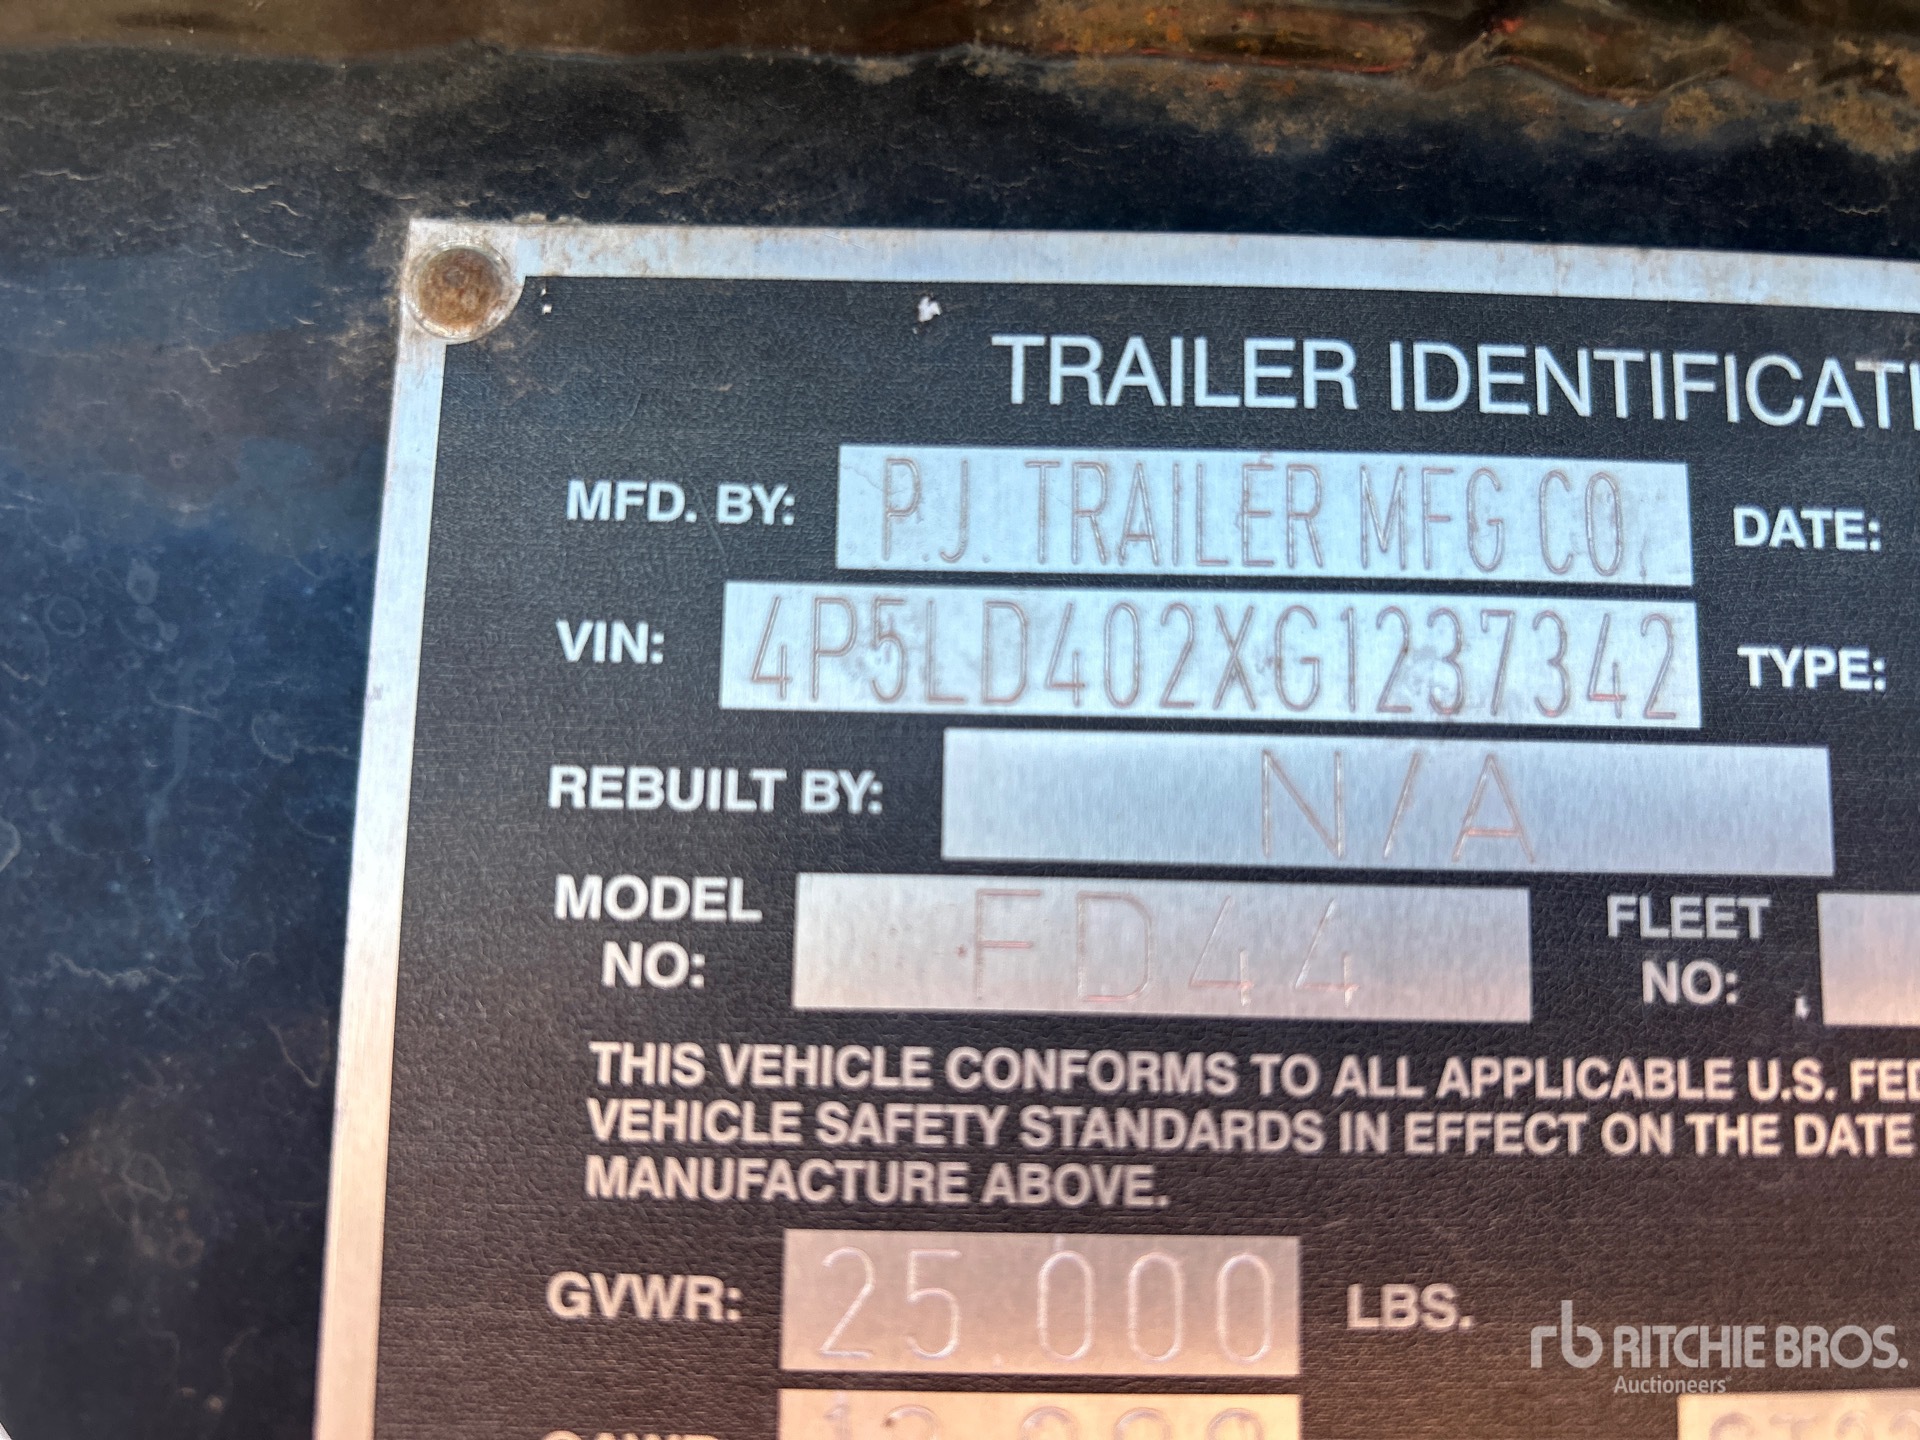 TRAILER IDENTIFICATI
MFD. BY: P.J. TRAILER MFG CO. DATE:
VIN: 4P5LD402XG1237342 TYPE:
REBUILT BY: N/A
MODEL NO: FD44 FLEET NO:
THIS VEHICLE CONFORMS TO ALL APPLICABLE U.S. FED
VEHICLE SAFETY STANDARDS IN EFFECT ON THE DATE
MANUFACTURE ABOVE.
GVWR: 25.000 LBS.
rb RITCHIE BROS.
Auctioneers